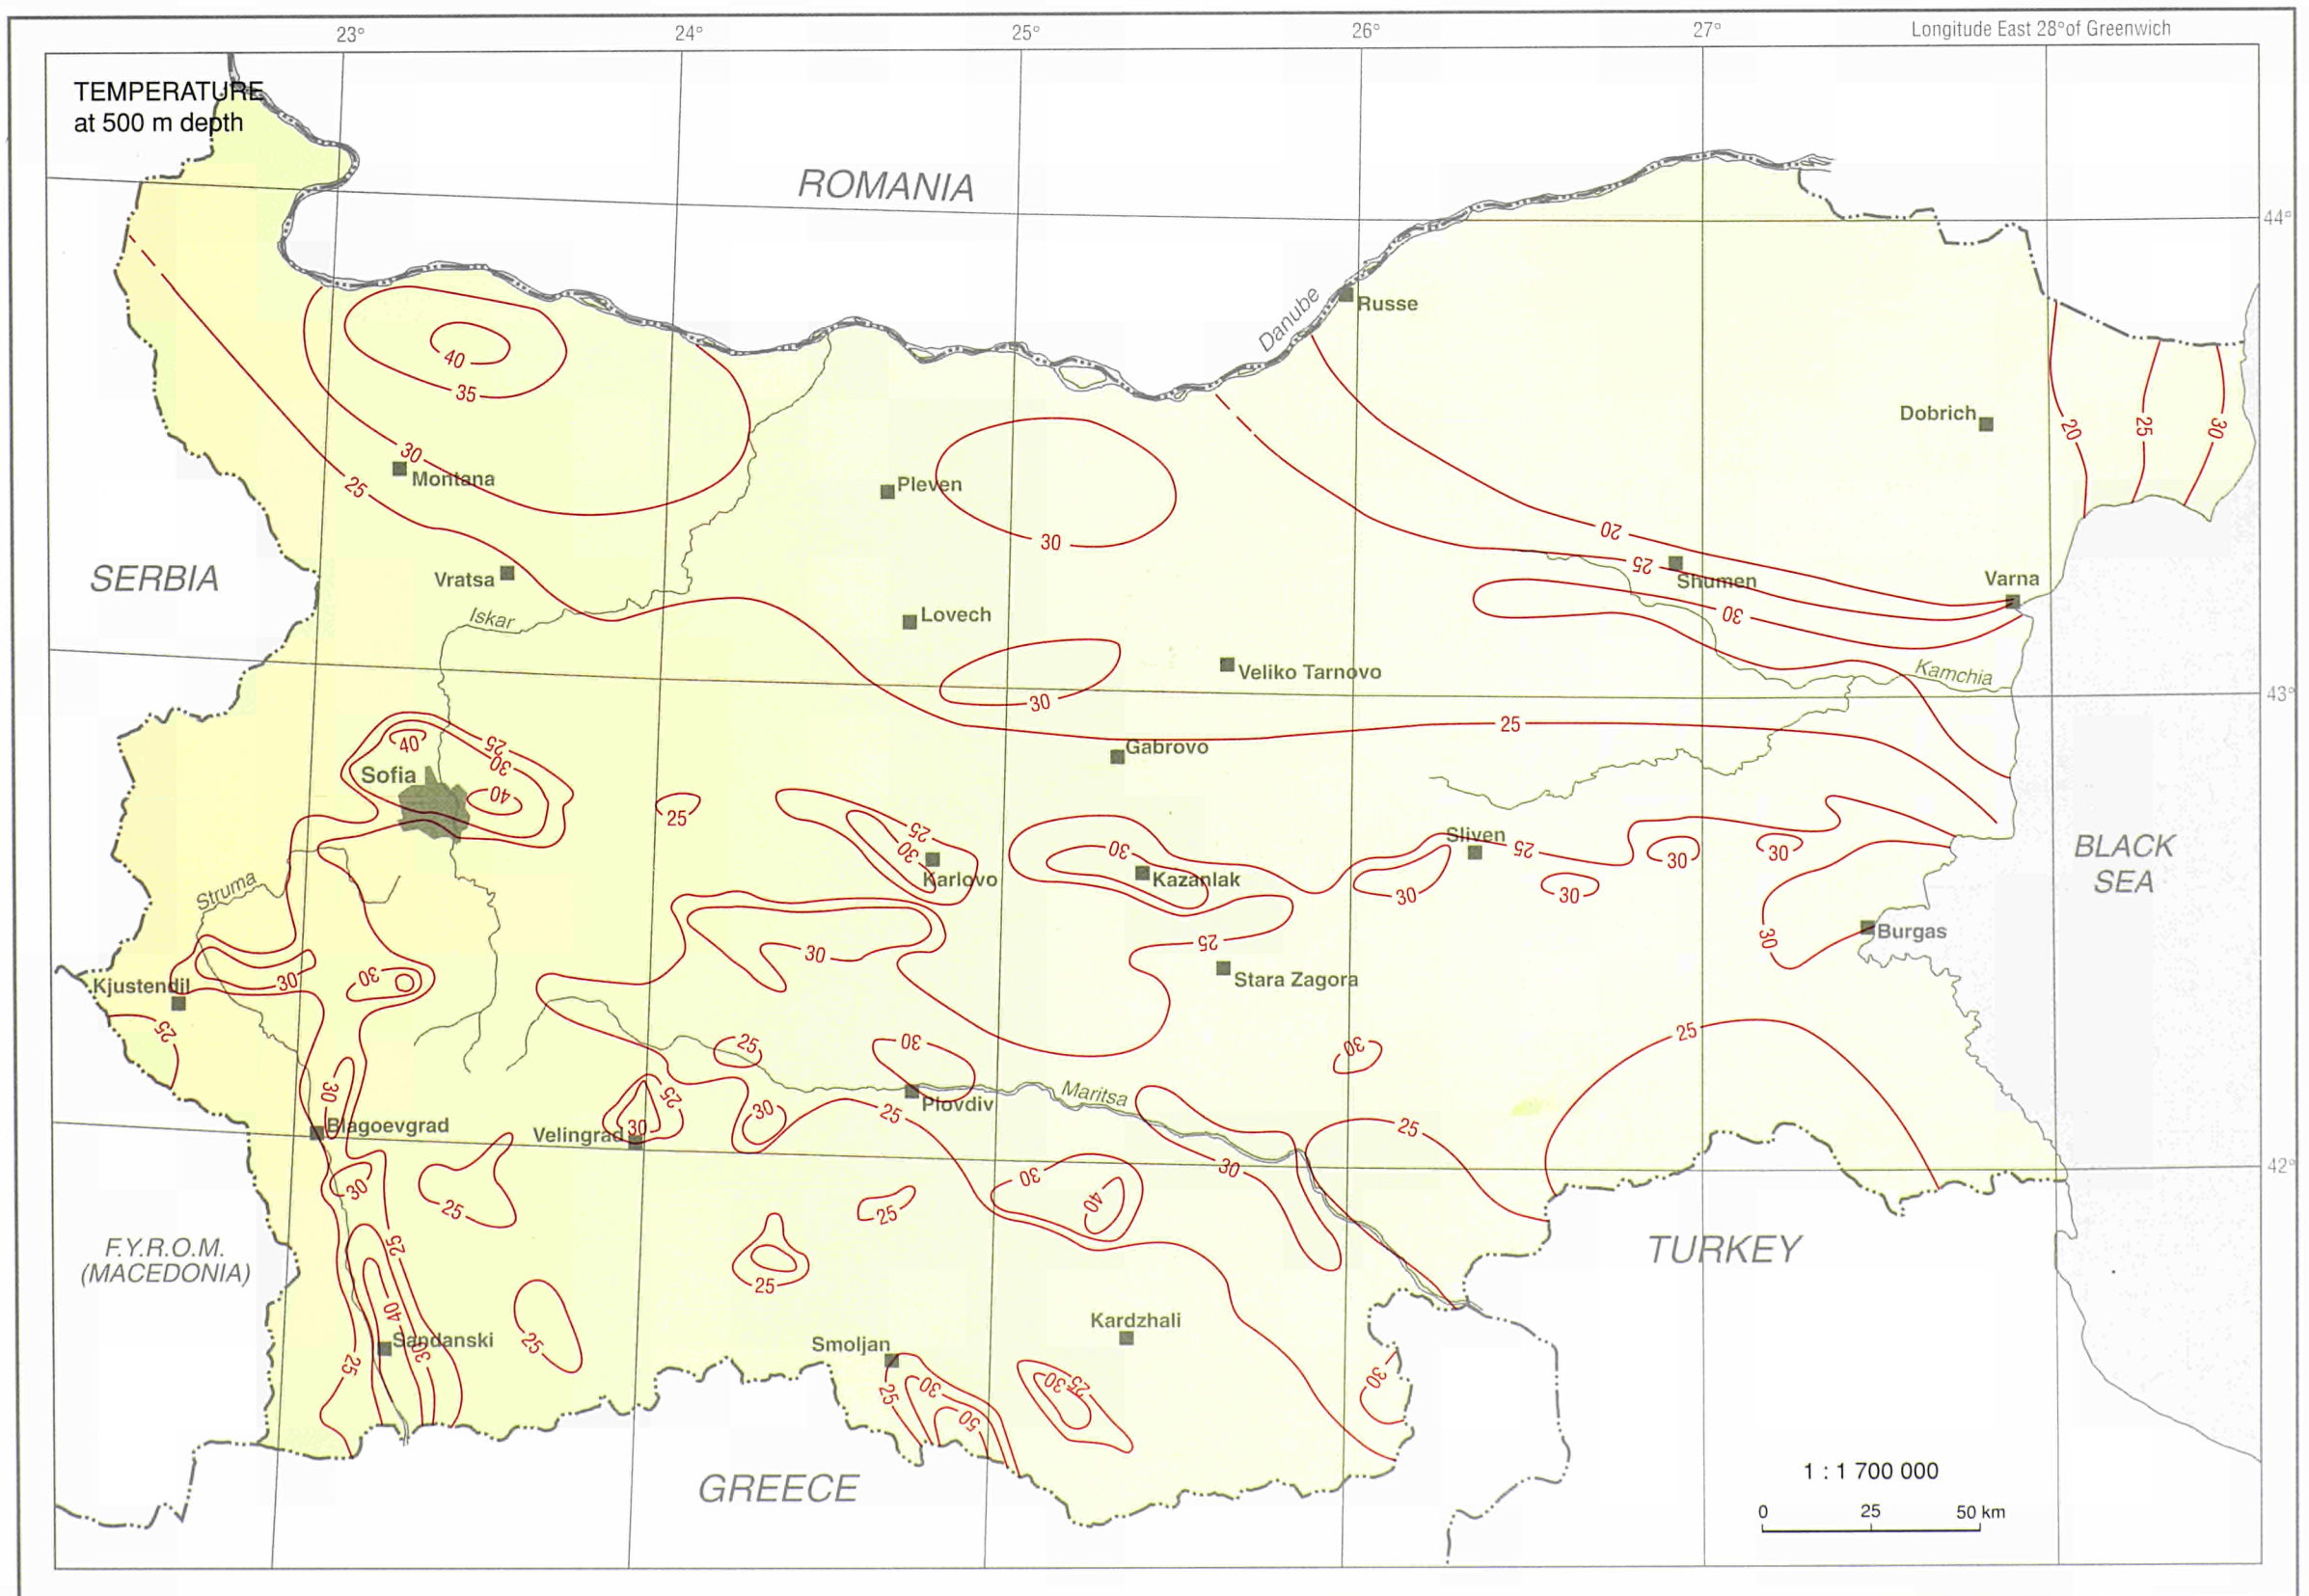 23°
24°
25°
26°
27°
Longitude East 28° of Greenwich
TEMPERATURE
at 500 m depth
ROMANIA
44°
Danube
Russe
40
35
Dobrich
20
25
30
30
Montana
25
Pleven
30
20
25
Shumen
Varna
30
SERBIA
Vratsa
Iskar
Lovech
Veliko Tarnovo
Kamchia
43°
30
25
Gabrovo
40
25
30
Sofia
40
25
25
30
Karlovo
30
Kazanlak
Sliven
25
30
30
30
30
BLACK
SEA
Struma
30
25
30
Burgas
Stara Zagora
Kjustendil
30
30
25
25
30
30
25
30
25
30
30
25
Maritsa
Plovdiv
Blagoevgrad
Velingrad
25
30
42°
30
25
30
40
25
25
25
F.Y.R.O.M.
(MACEDONIA)
TURKEY
40
30
Sandanski
25
25
Smoljan
Kardzhali
25
30
50
30
25
30
GREECE
1 : 1 700 000
0 25 50 km